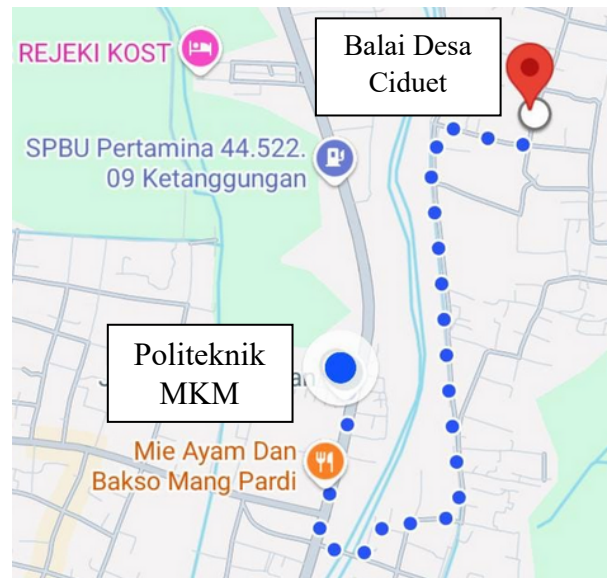 REJEKI KOST
Balai Desa
Ciduet
SPBU Pertamina 44.522.
09 Ketanggungan
Politeknik
MKM
Mie Ayam Dan
Bakso Mang Pardi